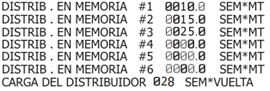 DISTRIB. EN MEMORIA #1 0010.0 SEM*MT
DISTRIB. EN MEMORIA #2 0015.0 SEM*MT
DISTRIB. EN MEMORIA #3 0025.0 SEM*MT
DISTRIB. EN MEMORIA #4 0000.0 SEM*MT
DISTRIB. EN MEMORIA #5 0000.0 SEM*MT
DISTRIB. EN MEMORIA #6 0000.0 SEM*MT
CARGA DEL DISTRIBUIDOR 028 SEM*VUELTA